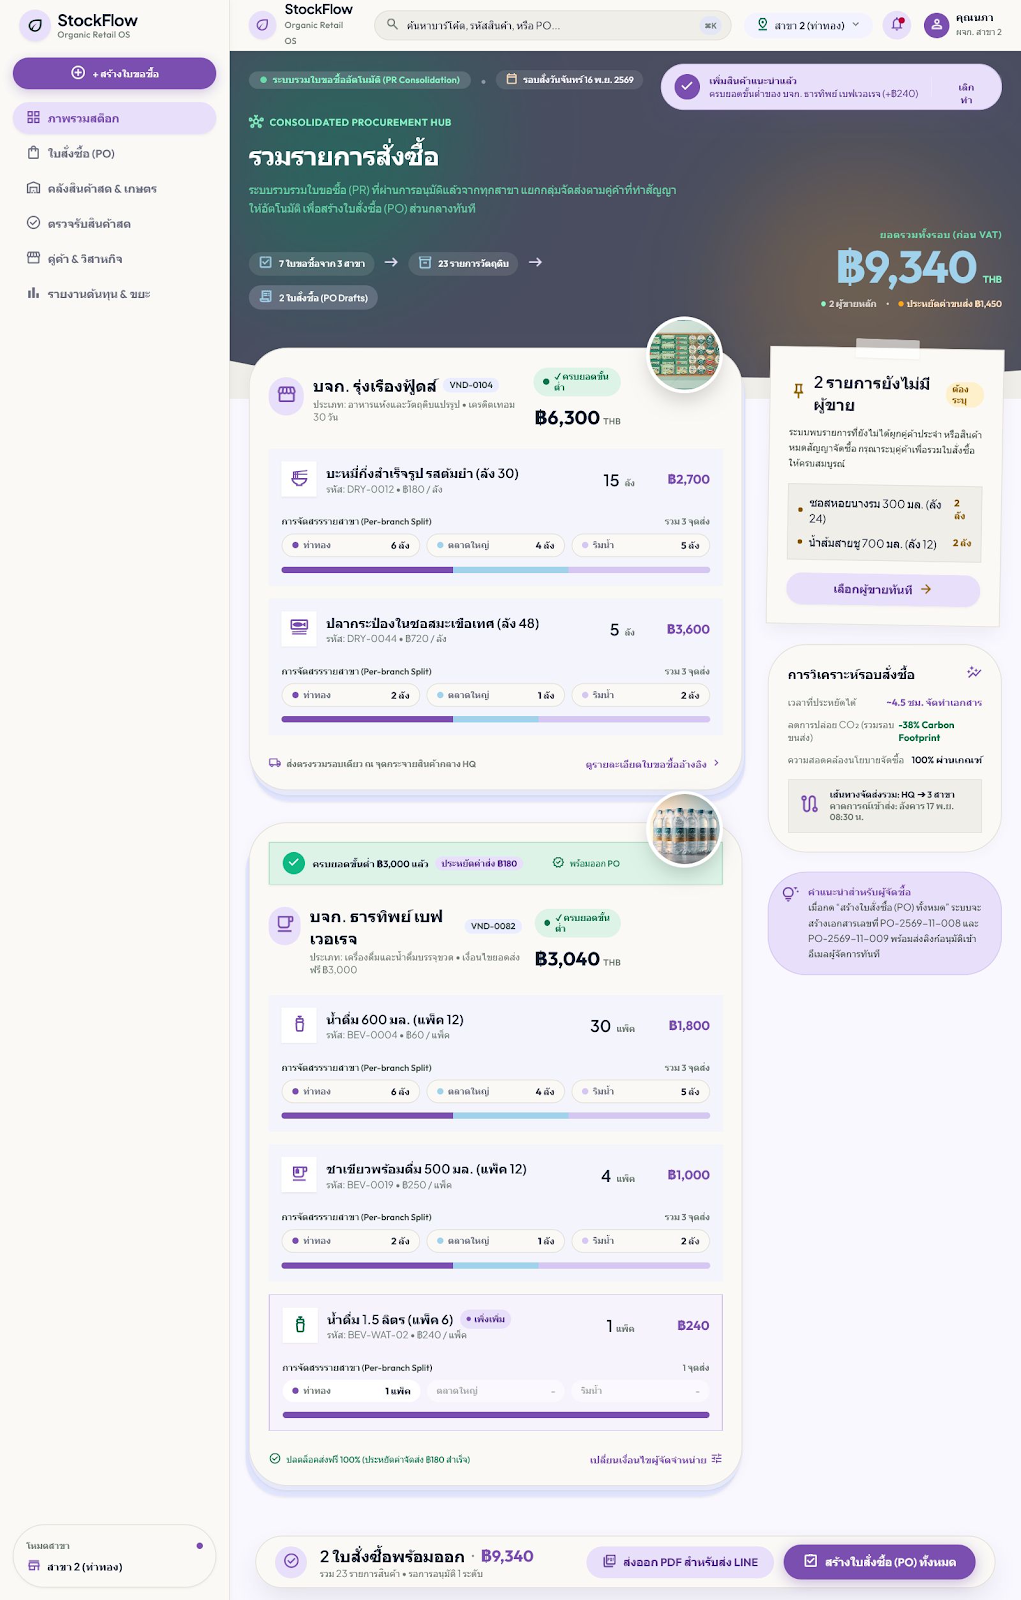 StockFlow
Organic Retail OS
+ สร้างใบขอซื้อ
ภาพรวมสต็อก
ใบสั่งซื้อ (PO)
คลังสินค้าสด & เกษตร
ตรวจรับสินค้าสด
คู่ค้า & วิสาหกิจ
รายงานต้นทุน & ขยะ
โหมดสาขา
สาขา 2 (ท่าทอง)
StockFlow
Organic Retail
OS
ค้นหาบาร์โค้ด, รหัสสินค้า, หรือ PO...
⌘K
สาขา 2 (ท่าทอง)
คุณนภา
ผจก. สาขา 2
ระบบรวมใบขอซื้ออัตโนมัติ (PR Consolidation)
รอบสั่งวันจันทร์ 16 พ.ย. 2569
เพิ่มสินค้าแนะนำแล้ว
ครบยอดขั้นต่ำของ บจก. ธารทิพย์ เบฟเวอเรจ (+฿240)
เลิก
ทำ
CONSOLIDATED PROCUREMENT HUB
รวมรายการสั่งซื้อ
ระบบรวบรวมใบขอซื้อ (PR) ที่ผ่านการอนุมัติแล้วจากทุกสาขา แยกกลุ่มจัดส่งตามคู่ค้าที่ทำสัญญา
ให้อัตโนมัติ เพื่อสร้างใบสั่งซื้อ (PO) ส่วนกลางทันที
7 ใบขอซื้อจาก 3 สาขา → 23 รายการวัตถุดิบ →
2 ใบสั่งซื้อ (PO Drafts)
ยอดรวมทั้งรอบ (ก่อน VAT)
฿9,340 THB
2 ผู้ขายหลัก • ประหยัดค่าขนส่ง ฿1,450
บจก. รุ่งเรืองฟู้ดส์ VND-0104
ประเภท: อาหารแห้งและวัตถุดิบแปรรูป • เครดิตเทอม
30 วัน
✓ ครบยอดขั้น
ต่ำ
฿6,300 THB
บะหมี่กึ่งสำเร็จรูป รสต้มยำ (ลัง 30)
รหัส: DRY-0012 • ฿180 / ลัง
15 ลัง ฿2,700
การจัดสรรรายสาขา (Per-branch Split) รวม 3 จุดส่ง
ท่าทอง 6 ลัง ตลาดใหญ่ 4 ลัง ริมน้ำ 5 ลัง
ปลากระป๋องในซอสมะเขือเทศ (ลัง 48)
รหัส: DRY-0044 • ฿720 / ลัง
5 ลัง ฿3,600
การจัดสรรรายสาขา (Per-branch Split) รวม 3 จุดส่ง
ท่าทอง 2 ลัง ตลาดใหญ่ 1 ลัง ริมน้ำ 2 ลัง
ส่งตรงรวมรอบเดียว ณ จุดกระจายสินค้ากลาง HQ
ดูรายละเอียดใบขอซื้ออ้างอิง
ครบยอดขั้นต่ำ ฿3,000 แล้ว ประหยัดค่าส่ง ฿180 พร้อมออก PO
บจก. ธารทิพย์ เบฟ
เวอเรจ
VND-0082
ประเภท: เครื่องดื่มและน้ำดื่มบรรจุขวด • เงื่อนไขยอดส่ง
ฟรี ฿3,000
✓ ครบยอดขั้น
ต่ำ
฿3,040 THB
น้ำดื่ม 600 มล. (แพ็ค 12)
รหัส: BEV-0004 • ฿60 / แพ็ค
30 แพ็ค ฿1,800
การจัดสรรรายสาขา (Per-branch Split) รวม 3 จุดส่ง
ท่าทอง 6 ลัง ตลาดใหญ่ 4 ลัง ริมน้ำ 5 ลัง
ชาเขียวพร้อมดื่ม 500 มล. (แพ็ค 12)
รหัส: BEV-0019 • ฿250 / แพ็ค
4 แพ็ค ฿1,000
การจัดสรรรายสาขา (Per-branch Split) รวม 3 จุดส่ง
ท่าทอง 2 ลัง ตลาดใหญ่ 1 ลัง ริมน้ำ 2 ลัง
น้ำดื่ม 1.5 ลิตร (แพ็ค 6) • เพิ่งเพิ่ม
รหัส: BEV-WAT-02 • ฿240 / แพ็ค
1 แพ็ค ฿240
การจัดสรรรายสาขา (Per-branch Split) 1 จุดส่ง
ท่าทอง 1 แพ็ค ตลาดใหญ่ - ริมน้ำ -
ปลดล็อคส่งฟรี 100% (ประหยัดค่าจัดส่ง ฿180 สำเร็จ)
เปลี่ยนเงื่อนไขผู้จัดจำหน่าย
2 รายการยังไม่มี
ผู้ขาย
ต้อง
ระบุ
ระบบพบรายการที่ยังไม่ได้ผูกคู่ค้าประจำ หรือสินค้า
หมดสัญญาจัดซื้อ กรุณาระบุคู่ค้าเพื่อรวมใบสั่งซื้อ
ให้ครบสมบูรณ์
• ซอสหอยนางรม 300 มล. (ลัง
24)
2
ลัง
• น้ำส้มสายชู 700 มล. (ลัง 12) 2 ลัง
เลือกผู้ขายทันที →
การวิเคราะห์รอบสั่งซื้อ
เวลาที่ประหยัดได้ ~4.5 ชม. จัดทำเอกสาร
ลดการปล่อย CO₂ (รวมรอบ
ขนส่ง)
-38% Carbon
Footprint
ความสอดคล้องนโยบายจัดซื้อ 100% ผ่านเกณฑ์
เส้นทางจัดส่งรวม: HQ → 3 สาขา
คาดการณ์เข้าส่ง: อังคาร 17 พ.ย.
08:30 น.
คำแนะนำสำหรับผู้จัดซื้อ
เมื่อกด "สร้างใบสั่งซื้อ (PO) ทั้งหมด" ระบบจะ
สร้างเอกสารเลขที่ PO-2569-11-008 และ
PO-2569-11-009 พร้อมส่งลิงก์อนุมัติเข้า
อีเมลผู้จัดการทันที
2 ใบสั่งซื้อพร้อมออก · ฿9,340
รวม 23 รายการสินค้า • รอการอนุมัติ 1 ระดับ
ส่งออก PDF สำหรับส่ง LINE
สร้างใบสั่งซื้อ (PO) ทั้งหมด